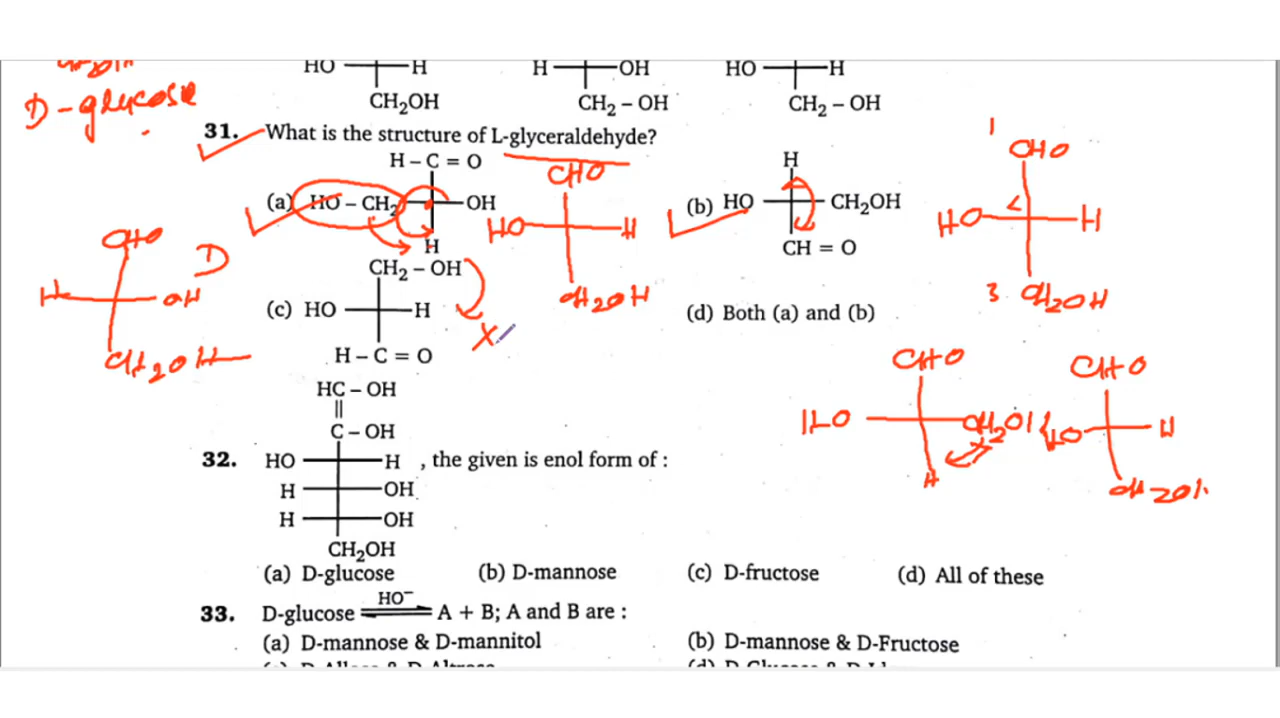 HO H H OH HO H
D-glucose
CH₂OH CH₂ – OH CH₂ – OH
31. What is the structure of L-glyceraldehyde?
H – C = O
CHO
H
CHO
(a) HO – CH₂ OH
HO H
(b) HO CH₂OH
HO H
H
CH = O
CHO
D
H OH
CH₂OH
CH₂OH
3 CH₂OH
CH₂ – OH
(c) HO H
(d) Both (a) and (b)
X
H – C = O
CHO
CHO
HC – OH
||
C – OH
HO CH₂OH
HO H
H
CH₂OH
32. HO H , the given is enol form of :
H OH
H OH
CH₂OH
(a) D-glucose (b) D-mannose (c) D-fructose (d) All of these
33. D-glucose HO⁻ A + B; A and B are :
(a) D-mannose & D-mannitol (b) D-mannose & D-Fructose